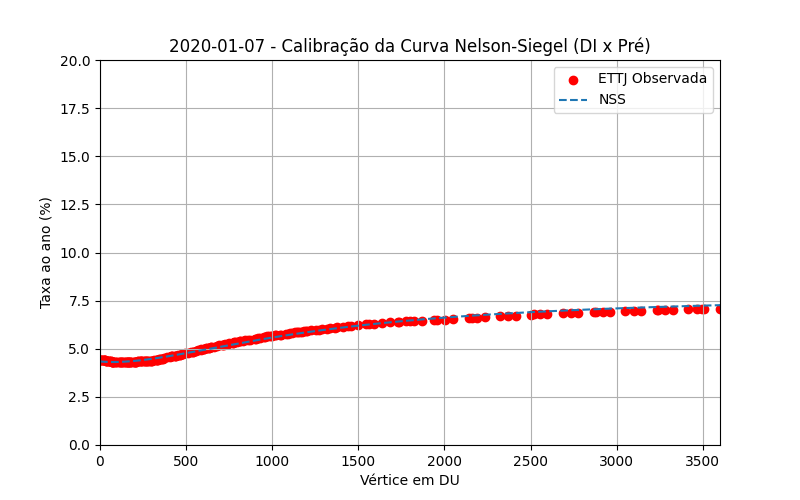 2020-01-07 - Calibração da Curva Nelson-Siegel (DI x Pré)
ETTJ Observada
NSS
Taxa ao ano (%)
20.0
17.5
15.0
12.5
10.0
7.5
5.0
2.5
0.0
0 500 1000 1500 2000 2500 3000 3500
Vértice em DU